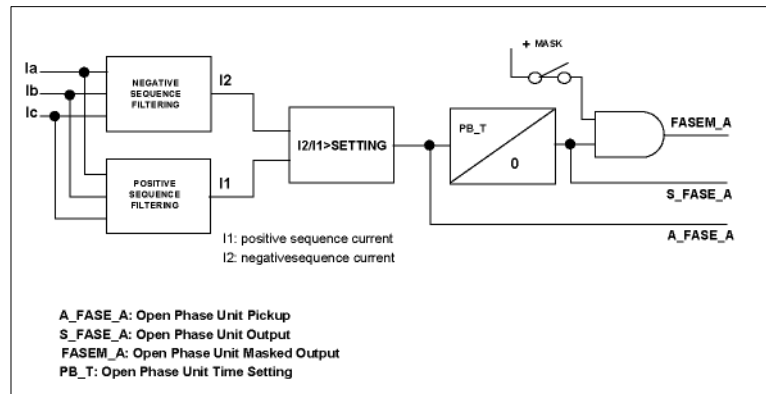 + MASK
Ia
Ib
Ic
NEGATIVE
SEQUENCE
FILTERING
I2
I2/I1>SETTING
PB_T
0
FASEM_A
S_FASE_A
A_FASE_A
POSITIVE
SEQUENCE
FILTERING
I1
I1: positive sequence current
I2: negativesequence current
A_FASE_A: Open Phase Unit Pickup
S_FASE_A: Open Phase Unit Output
FASEM_A: Open Phase Unit Masked Output
PB_T: Open Phase Unit Time Setting